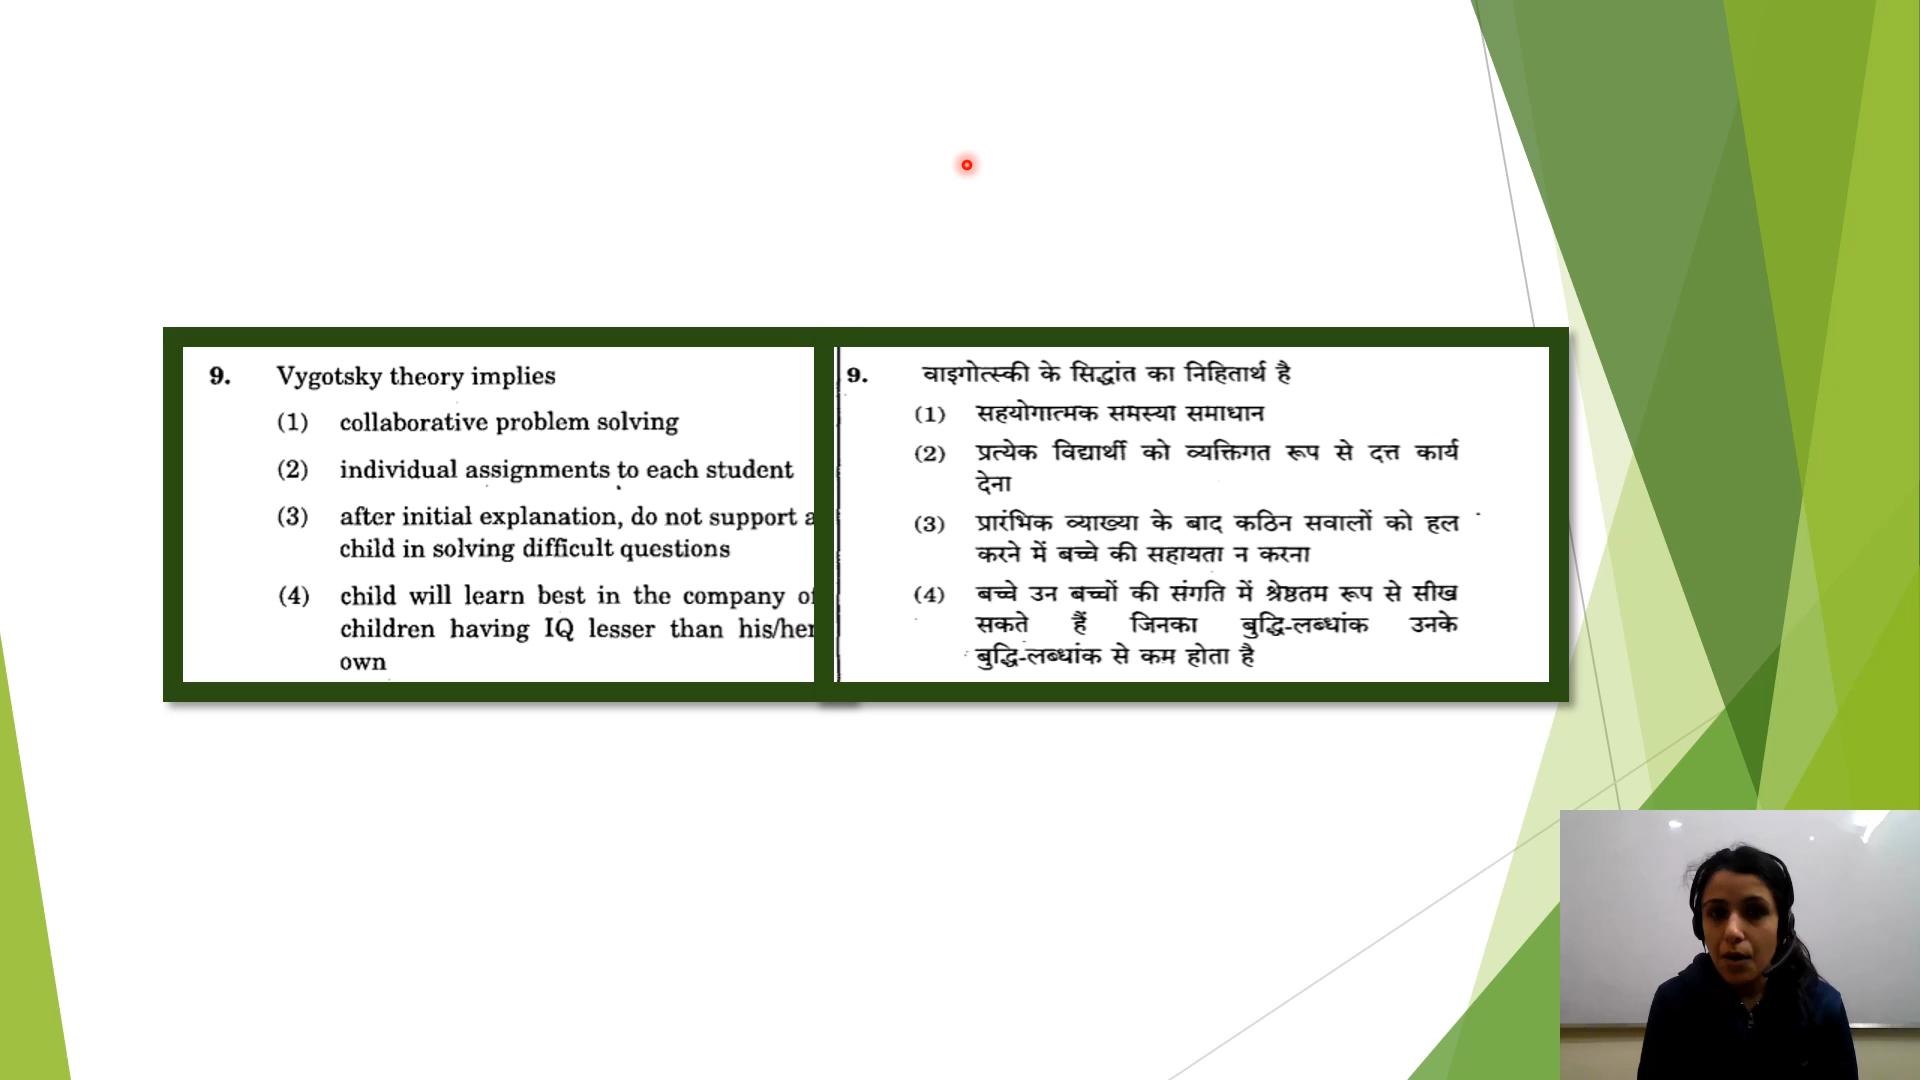 9. Vygotsky theory implies
(1) collaborative problem solving
(2) individual assignments to each student
(3) after initial explanation, do not support a
child in solving difficult questions
(4) child will learn best in the company of
children having IQ lesser than his/her
own
9. वाइगोत्स्की के सिद्धांत का निहितार्थ है
(1) सहयोगात्मक समस्या समाधान
(2) प्रत्येक विद्यार्थी को व्यक्तिगत रूप से दत्त कार्य
देना
(3) प्रारंभिक व्याख्या के बाद कठिन सवालों को हल
करने में बच्चे की सहायता न करना
(4) बच्चे उन बच्चों की संगति में श्रेष्ठतम रूप से सीख
सकते हैं जिनका बुद्धि-लब्धांक उनके
बुद्धि-लब्धांक से कम होता है